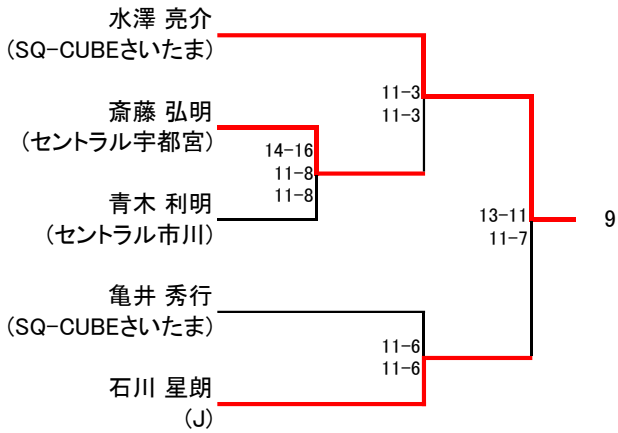 水澤 亮介
(SQ-CUBEさいたま)
11-3
11-3
斎藤 弘明
(セントラル宇都宮)
14-16
11-8
11-8
青木 利明
(セントラル市川)
13-11
11-7
9
亀井 秀行
(SQ-CUBEさいたま)
11-6
11-6
石川 星朗
(J)